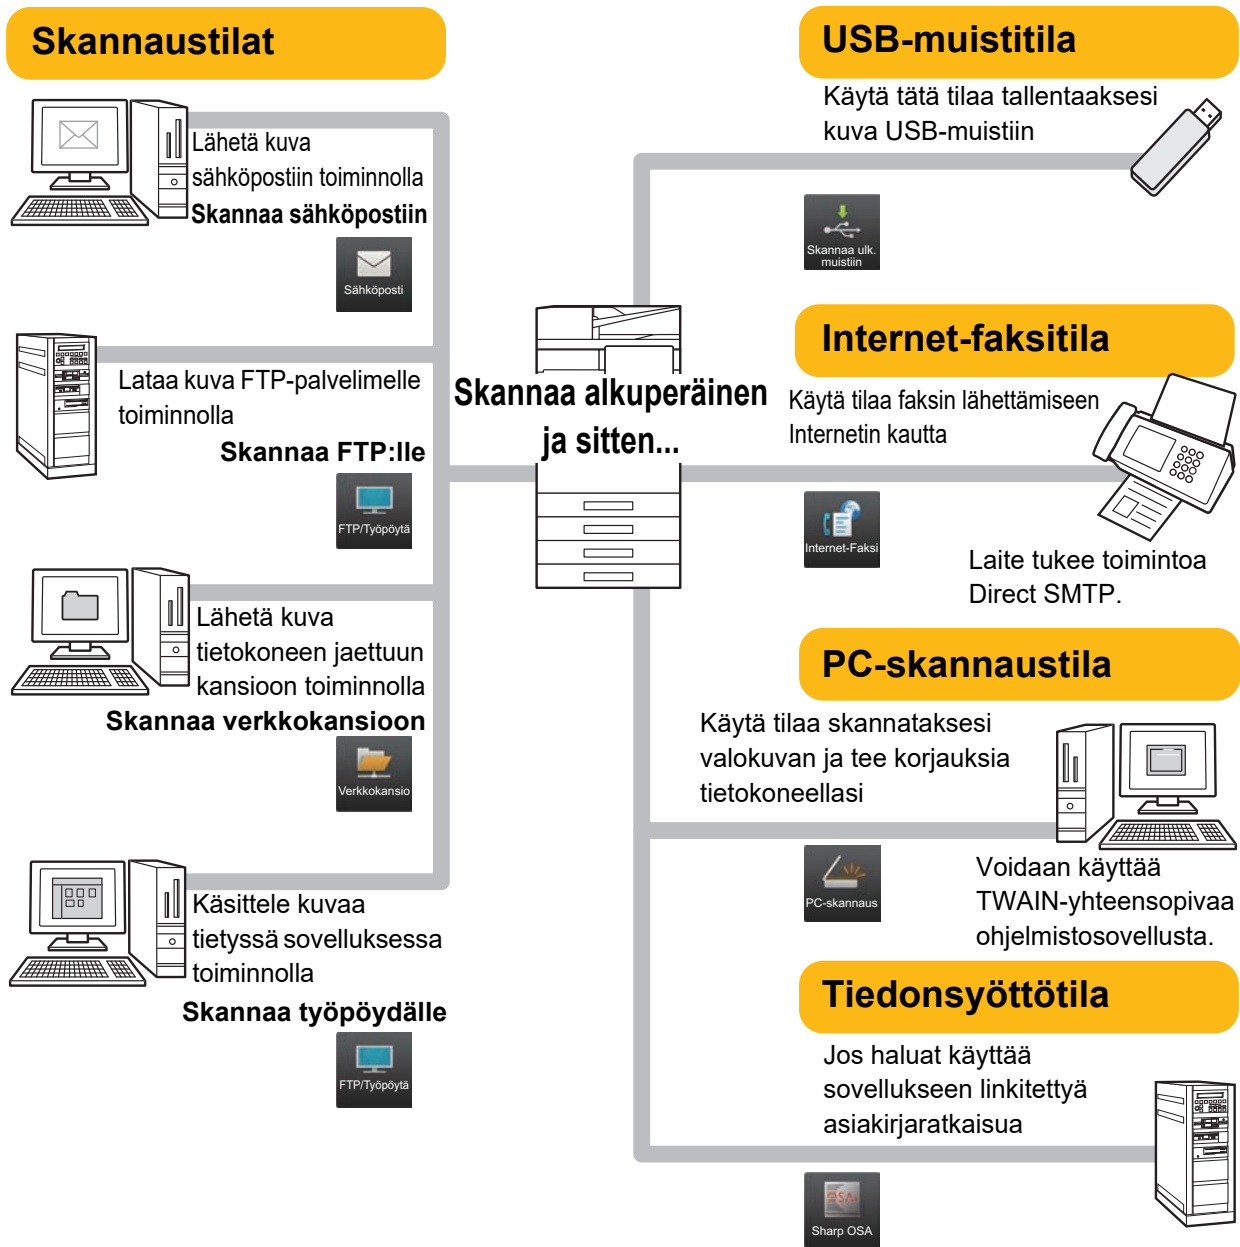 Skannaustilat
Lähetä kuva
sähköpostiin toiminnolla
Skannaa sähköpostiin
Sähköposti
Lataa kuva FTP-palvelimelle
toiminnolla
Skannaa FTP:lle
FTP/Työpöytä
Lähetä kuva
tietokoneen jaettuun
kansioon toiminnolla
Skannaa verkkokansioon
Verkkokansio
Käsittele kuvaa
tietyssä sovelluksessa
toiminnolla
Skannaa työpöydälle
FTP/Työpöytä
Skannaa alkuperäinen
ja sitten...
USB-muistitila
Käytä tätä tilaa tallentaaksesi
kuva USB-muistiin
Skannaa ulk.
muistiin
Internet-faksitila
Käytä tilaa faksin lähettämiseen
Internetin kautta
Internet-Faksi
Laite tukee toimintoa
Direct SMTP.
PC-skannaustila
Käytä tilaa skannataksesi
valokuvan ja tee korjauksia
tietokoneellasi
PC-skannaus
Voidaan käyttää
TWAIN-yhteensopivaa
ohjelmistosovellusta.
Tiedonsyöttötila
Jos haluat käyttää
sovellukseen linkitettyä
asiakirjaratkaisua
OSA
Sharp OSA